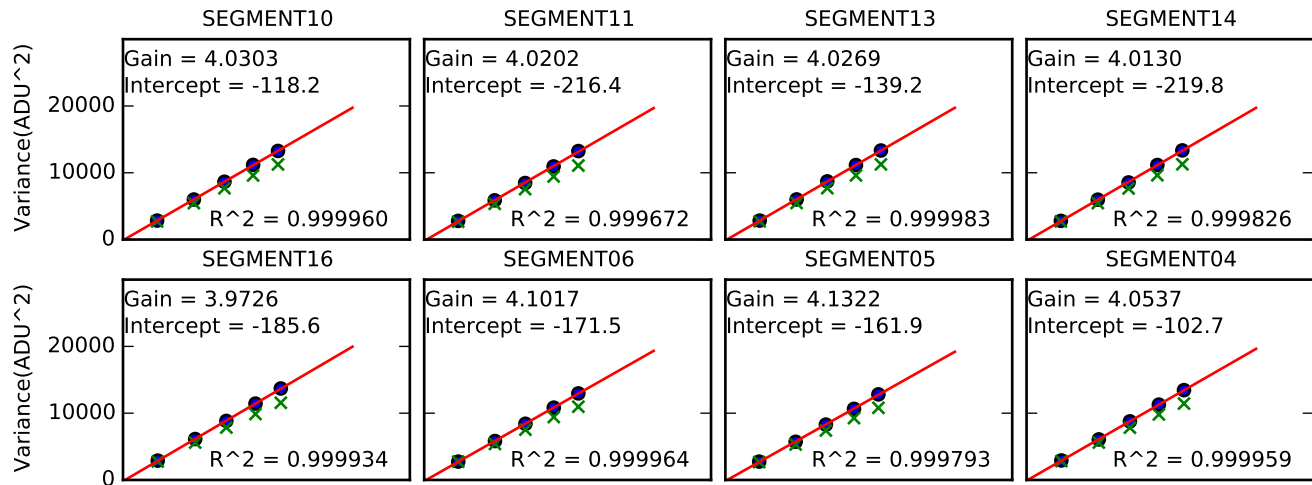 SEGMENT10 SEGMENT11 SEGMENT13 SEGMENT14
Variance(ADU^2)
20000
10000
0
Gain = 4.0303
Intercept = -118.2
R^2 = 0.999960
Gain = 4.0202
Intercept = -216.4
R^2 = 0.999672
Gain = 4.0269
Intercept = -139.2
R^2 = 0.999983
Gain = 4.0130
Intercept = -219.8
R^2 = 0.999826
SEGMENT16 SEGMENT06 SEGMENT05 SEGMENT04
Variance(ADU^2)
20000
10000
0
Gain = 3.9726
Intercept = -185.6
R^2 = 0.999934
Gain = 4.1017
Intercept = -171.5
R^2 = 0.999964
Gain = 4.1322
Intercept = -161.9
R^2 = 0.999793
Gain = 4.0537
Intercept = -102.7
R^2 = 0.999959